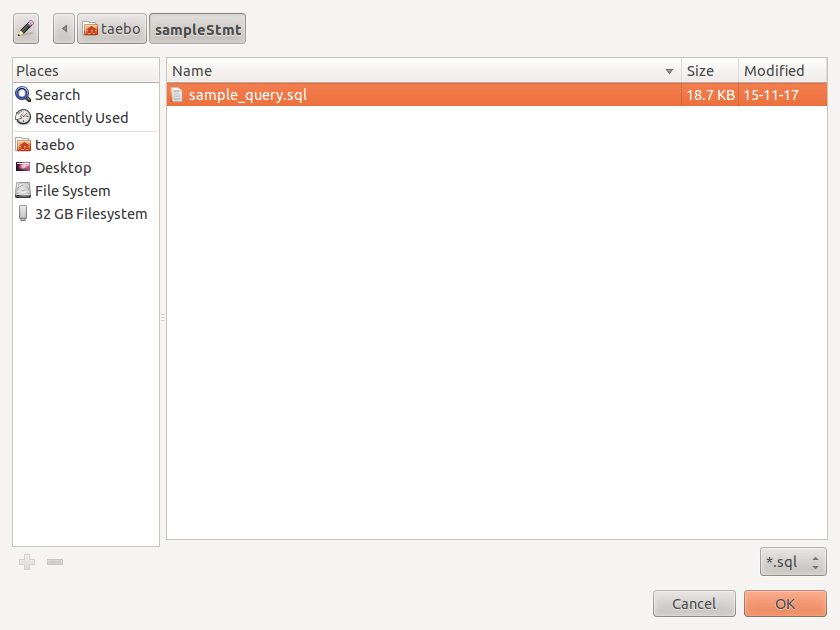 taebo sampleStmt
Places
Search
Recently Used
taebo
Desktop
File System
32 GB Filesystem
Name Size Modified
sample_query.sql 18.7 KB 15-11-17
*.sql
Cancel OK